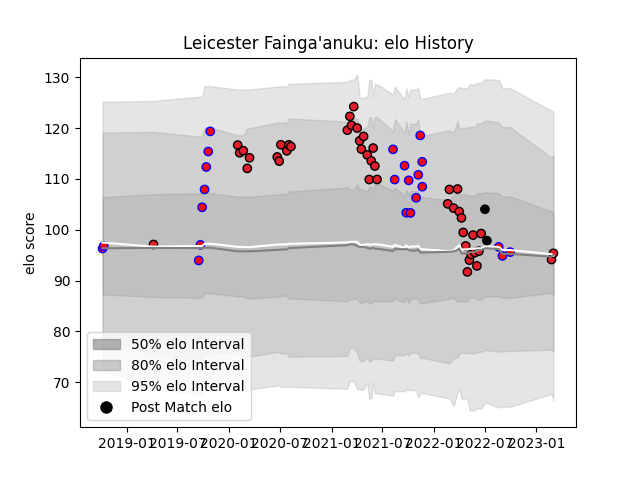 Leicester Fainga'anuku: elo History
elo score
130
120
110
100
90
80
70
50% elo Interval
80% elo Interval
95% elo Interval
Post Match elo
2019-01
2019-07
2020-01
2020-07
2021-01
2021-07
2022-01
2022-07
2023-01